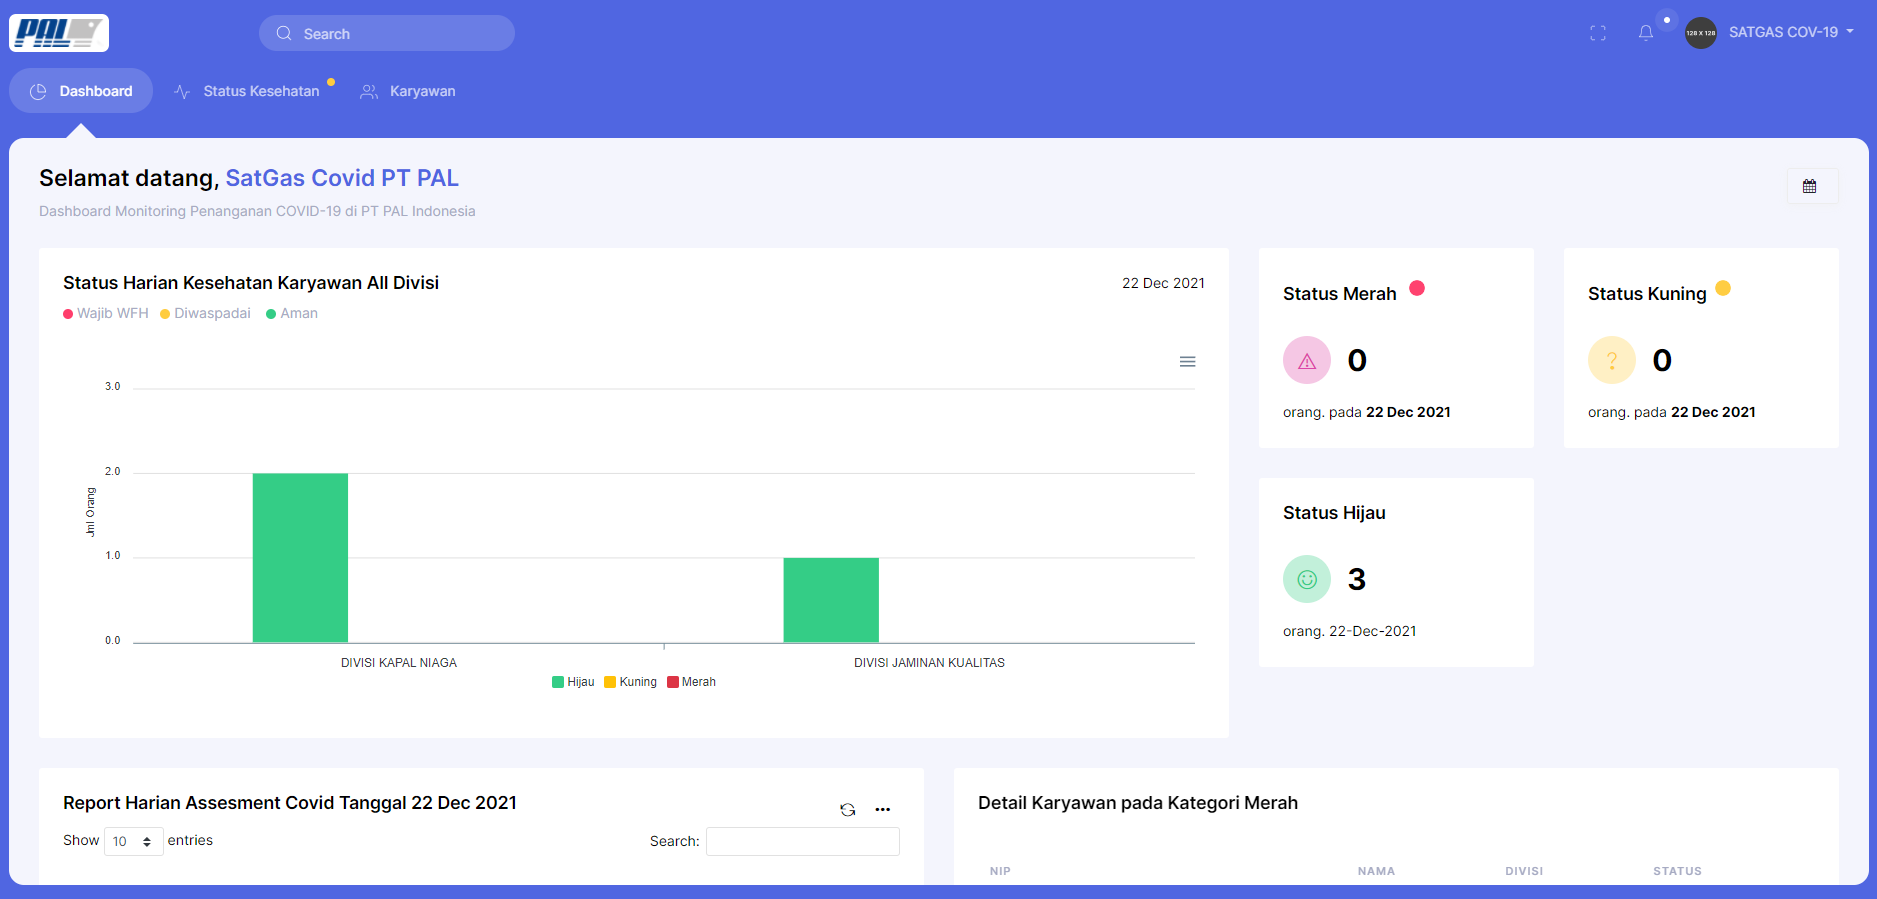 PAL
Search
128 X 128
SATGAS COV-19
Dashboard
Status Kesehatan
Karyawan
Selamat datang, SatGas Covid PT PAL
Dashboard Monitoring Penanganan COVID-19 di PT PAL Indonesia
Status Harian Kesehatan Karyawan All Divisi
22 Dec 2021
Wajib WFH
Diwaspadai
Aman
3.0
2.0
1.0
0.0
Jml Orang
DIVISI KAPAL NIAGA
DIVISI JAMINAN KUALITAS
Hijau
Kuning
Merah
Status Merah
0
orang. pada 22 Dec 2021
Status Kuning
?
0
orang. pada 22 Dec 2021
Status Hijau
3
orang. 22-Dec-2021
Report Harian Assesment Covid Tanggal 22 Dec 2021
Show 10 entries
Search:
Detail Karyawan pada Kategori Merah
NIP
NAMA
DIVISI
STATUS